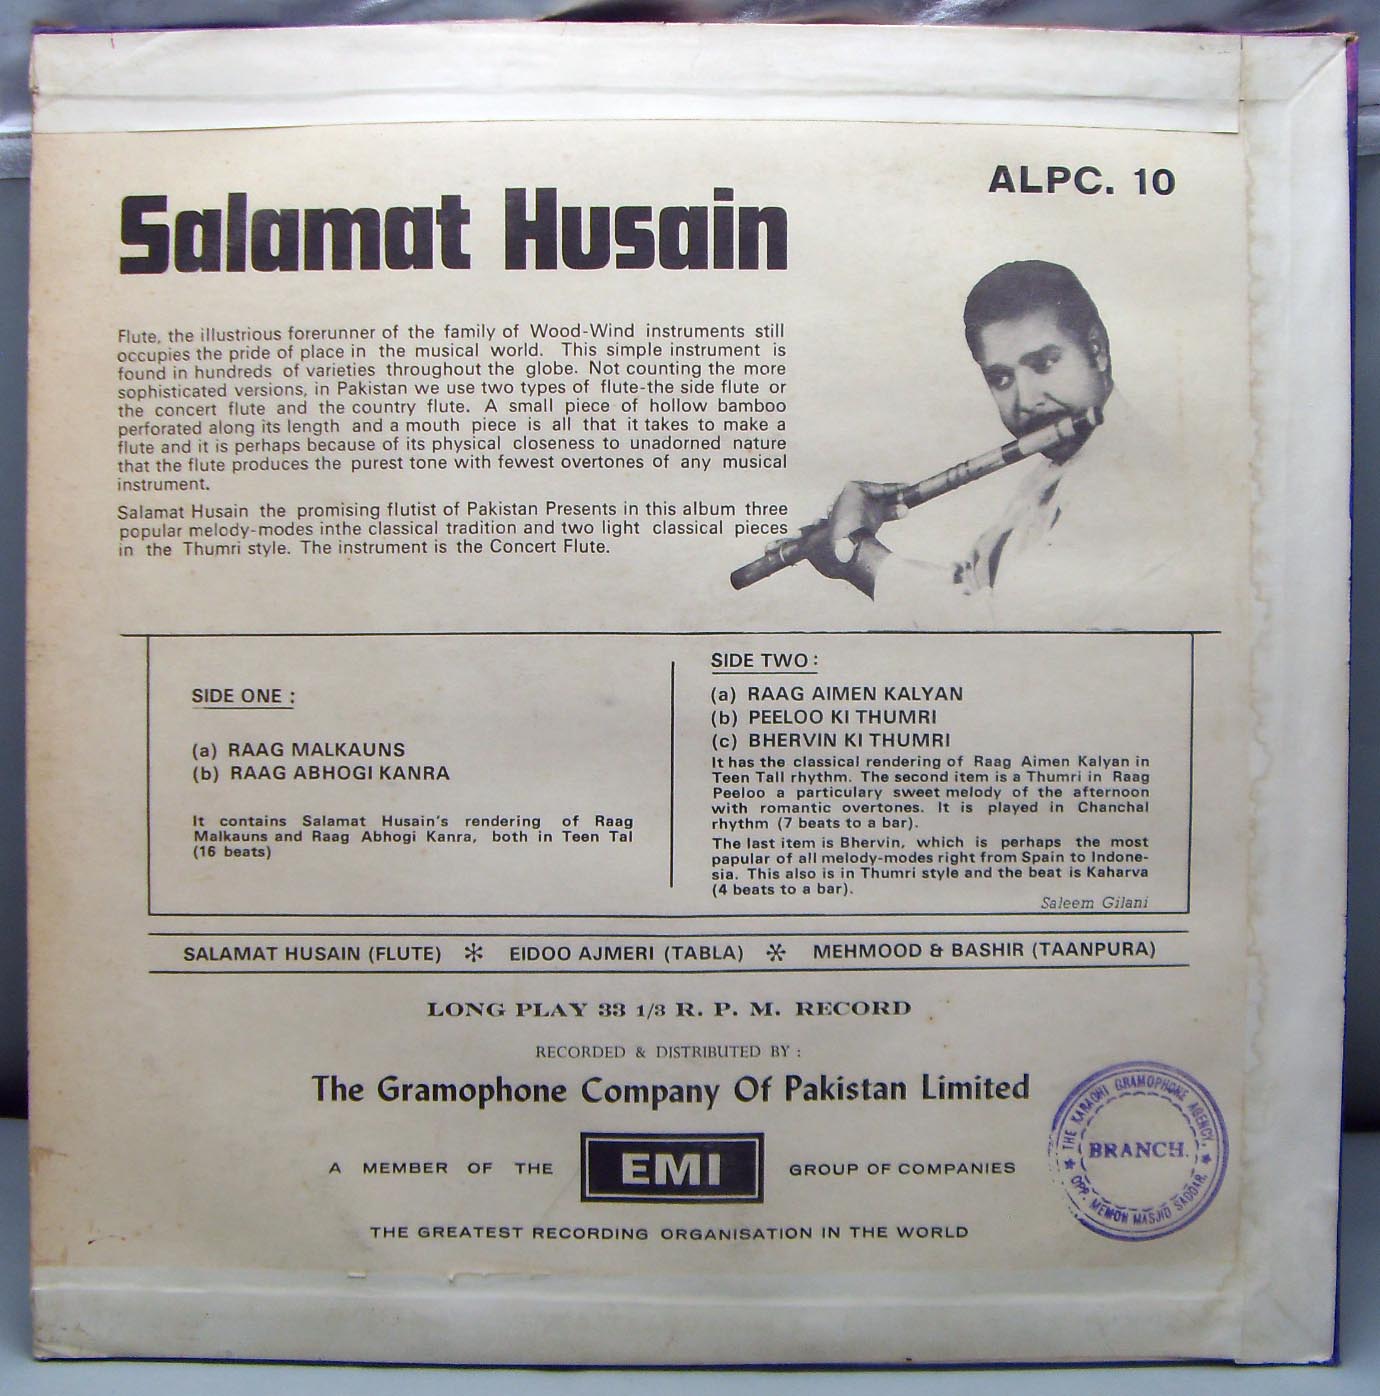 ALPC. 10
Salamat Husain
Flute, the illustrious forerunner of the family of Wood-Wind instruments still
occupies the pride of place in the musical world. This simple instrument is
found in hundreds of varieties throughout the globe. Not counting the more
sophisticated versions, in Pakistan we use two types of flute-the side flute or
the concert flute and the country flute. A small piece of hollow bamboo
perforated along its length and a mouth piece is all that it takes to make a
flute and it is perhaps because of its physical closeness to unadorned nature
that the flute produces the purest tone with fewest overtones of any musical
instrument.
Salamat Husain the promising flutist of Pakistan Presents in this album three
popular melody-modes inthe classical tradition and two light classical pieces
in the Thumri style. The instrument is the Concert Flute.
SIDE ONE :
(a) RAAG MALKAUNS
(b) RAAG ABHOGI KANRA
It contains Salamat Husain's rendering of Raag
Malkauns and Raag Abhogi Kanra, both in Teen Tal
(16 beats)
SIDE TWO :
(a) RAAG AIMEN KALYAN
(b) PEELOO KI THUMRI
(c) BHERVIN KI THUMRI
It has the classical rendering of Raag Aimen Kalyan in
Teen Tall rhythm. The second item is a Thumri in Raag
Peeloo a particulary sweet melody of the afternoon
with romantic overtones. It is played in Chanchal
rhythm (7 beats to a bar).
The last item is Bhervin, which is perhaps the most
papular of all melody-modes right from Spain to Indone-
sia. This also is in Thumri style and the beat is Kaharva
(4 beats to a bar).
Saleem Gilani
SALAMAT HUSAIN (FLUTE) * EIDOO AJMERI (TABLA) * MEHMOOD & BASHIR (TAANPURA)
LONG PLAY 33 1/3 R. P. M. RECORD
RECORDED & DISTRIBUTED BY :
The Gramophone Company Of Pakistan Limited
A MEMBER OF THE EMI GROUP OF COMPANIES
THE GREATEST RECORDING ORGANISATION IN THE WORLD
THE KARACHI GRAMOPHONE AGENCY.
BRANCH.
OPP. MEMON MASJID SADDAR.